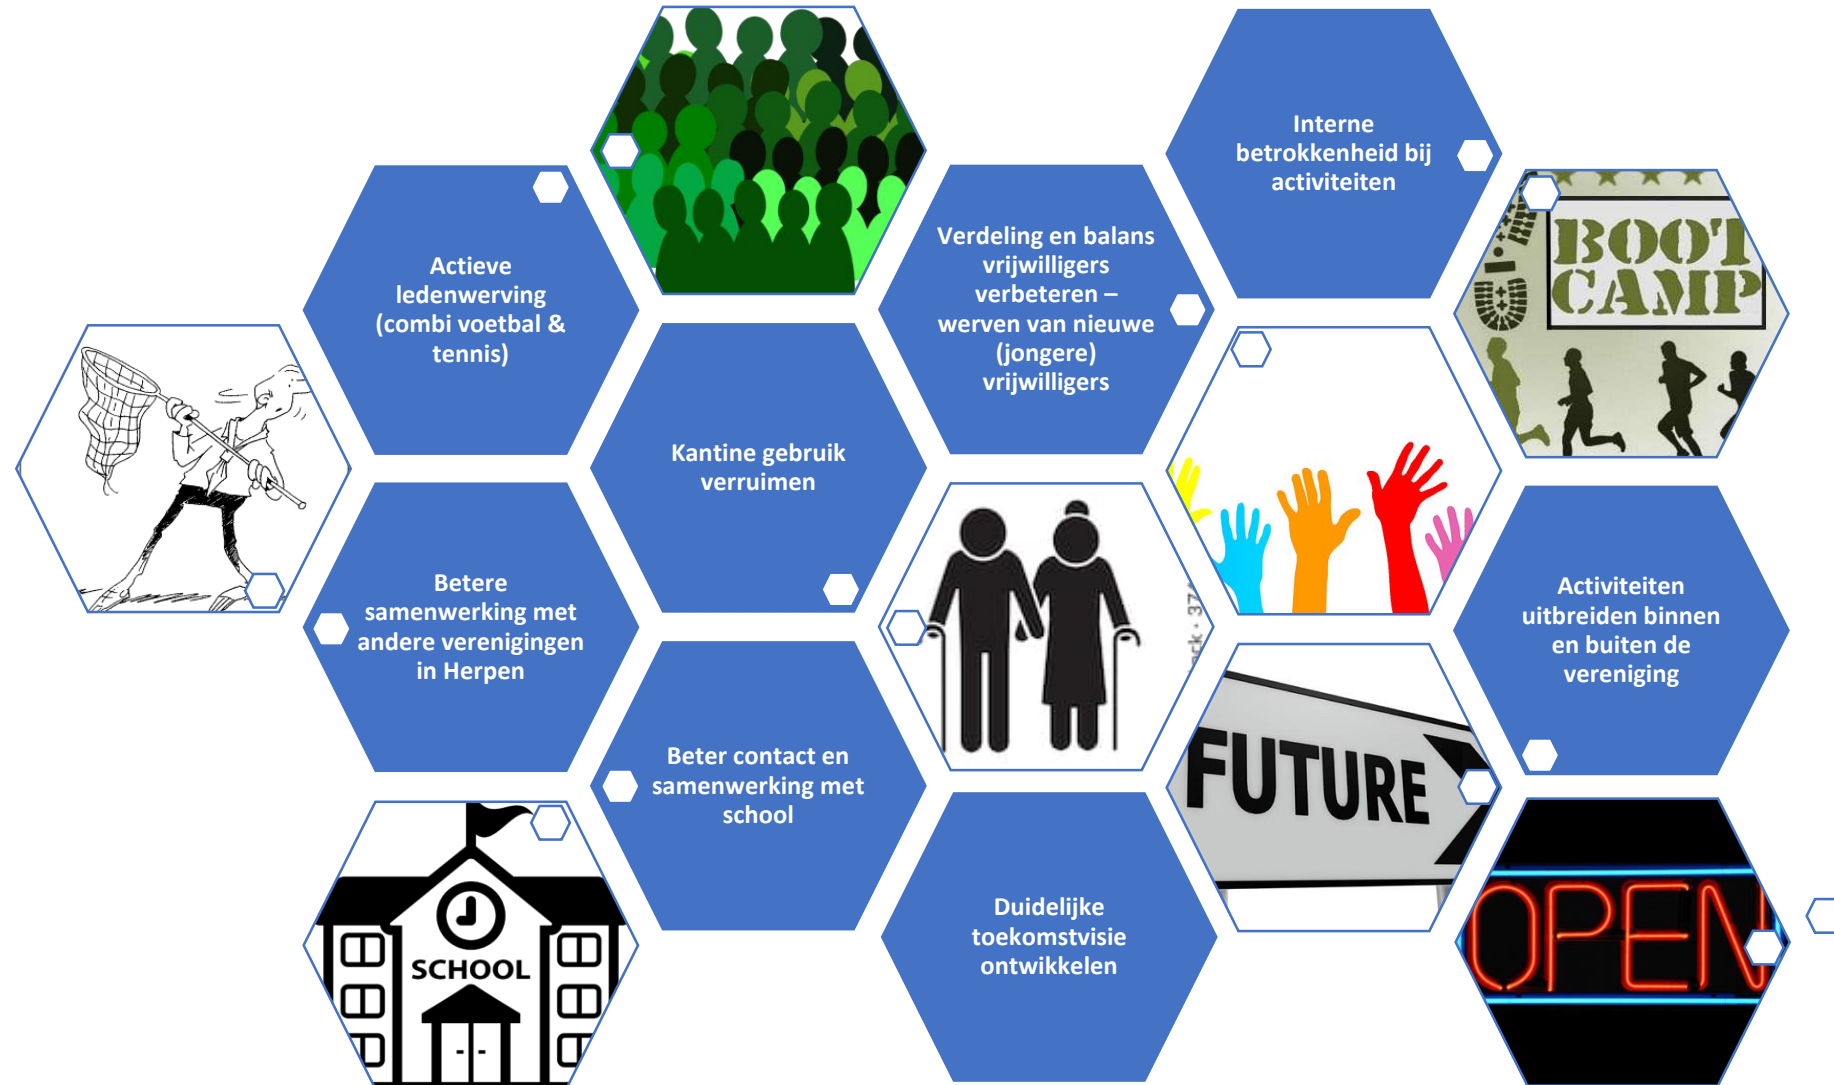 Interne
betrokkenheid bij
activiteiten
BOOT
CAMP
Verdeling en balans
vrijwilligers
verbeteren –
werven van nieuwe
(jongere)
vrijwilligers
Actieve
ledenwerving
(combi voetbal &
tennis)
Kantine gebruik
verruimen
Betere
samenwerking met
andere verenigingen
in Herpen
Activiteiten
uitbreiden binnen
en buiten de
vereniging
Beter contact en
samenwerking met
school
FUTURE
Duidelijke
toekomstvisie
ontwikkelen
SCHOOL
OPEN